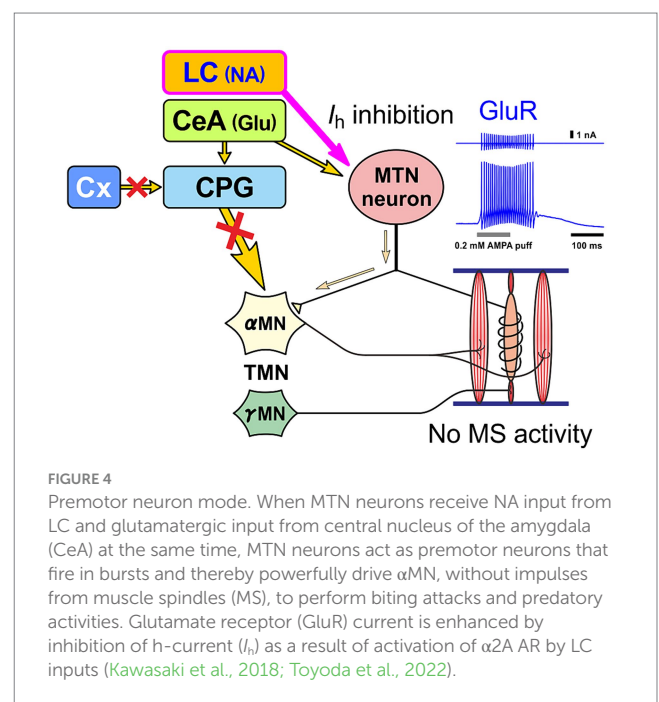 LC (NA)
CeA (Glu)
Ih inhibition
GluR
1 nA
Cx
CPG
MTN
neuron
0.2 mM AMPA puff
100 ms
αMN
TMN
γMN
No MS activity
FIGURE 4
Premotor neuron mode. When MTN neurons receive NA input from
LC and glutamatergic input from central nucleus of the amygdala
(CeA) at the same time, MTN neurons act as premotor neurons that
fire in bursts and thereby powerfully drive αMN, without impulses
from muscle spindles (MS), to perform biting attacks and predatory
activities. Glutamate receptor (GluR) current is enhanced by
inhibition of h-current (Ih) as a result of activation of α2A AR by LC
inputs (Kawasaki et al., 2018; Toyoda et al., 2022).